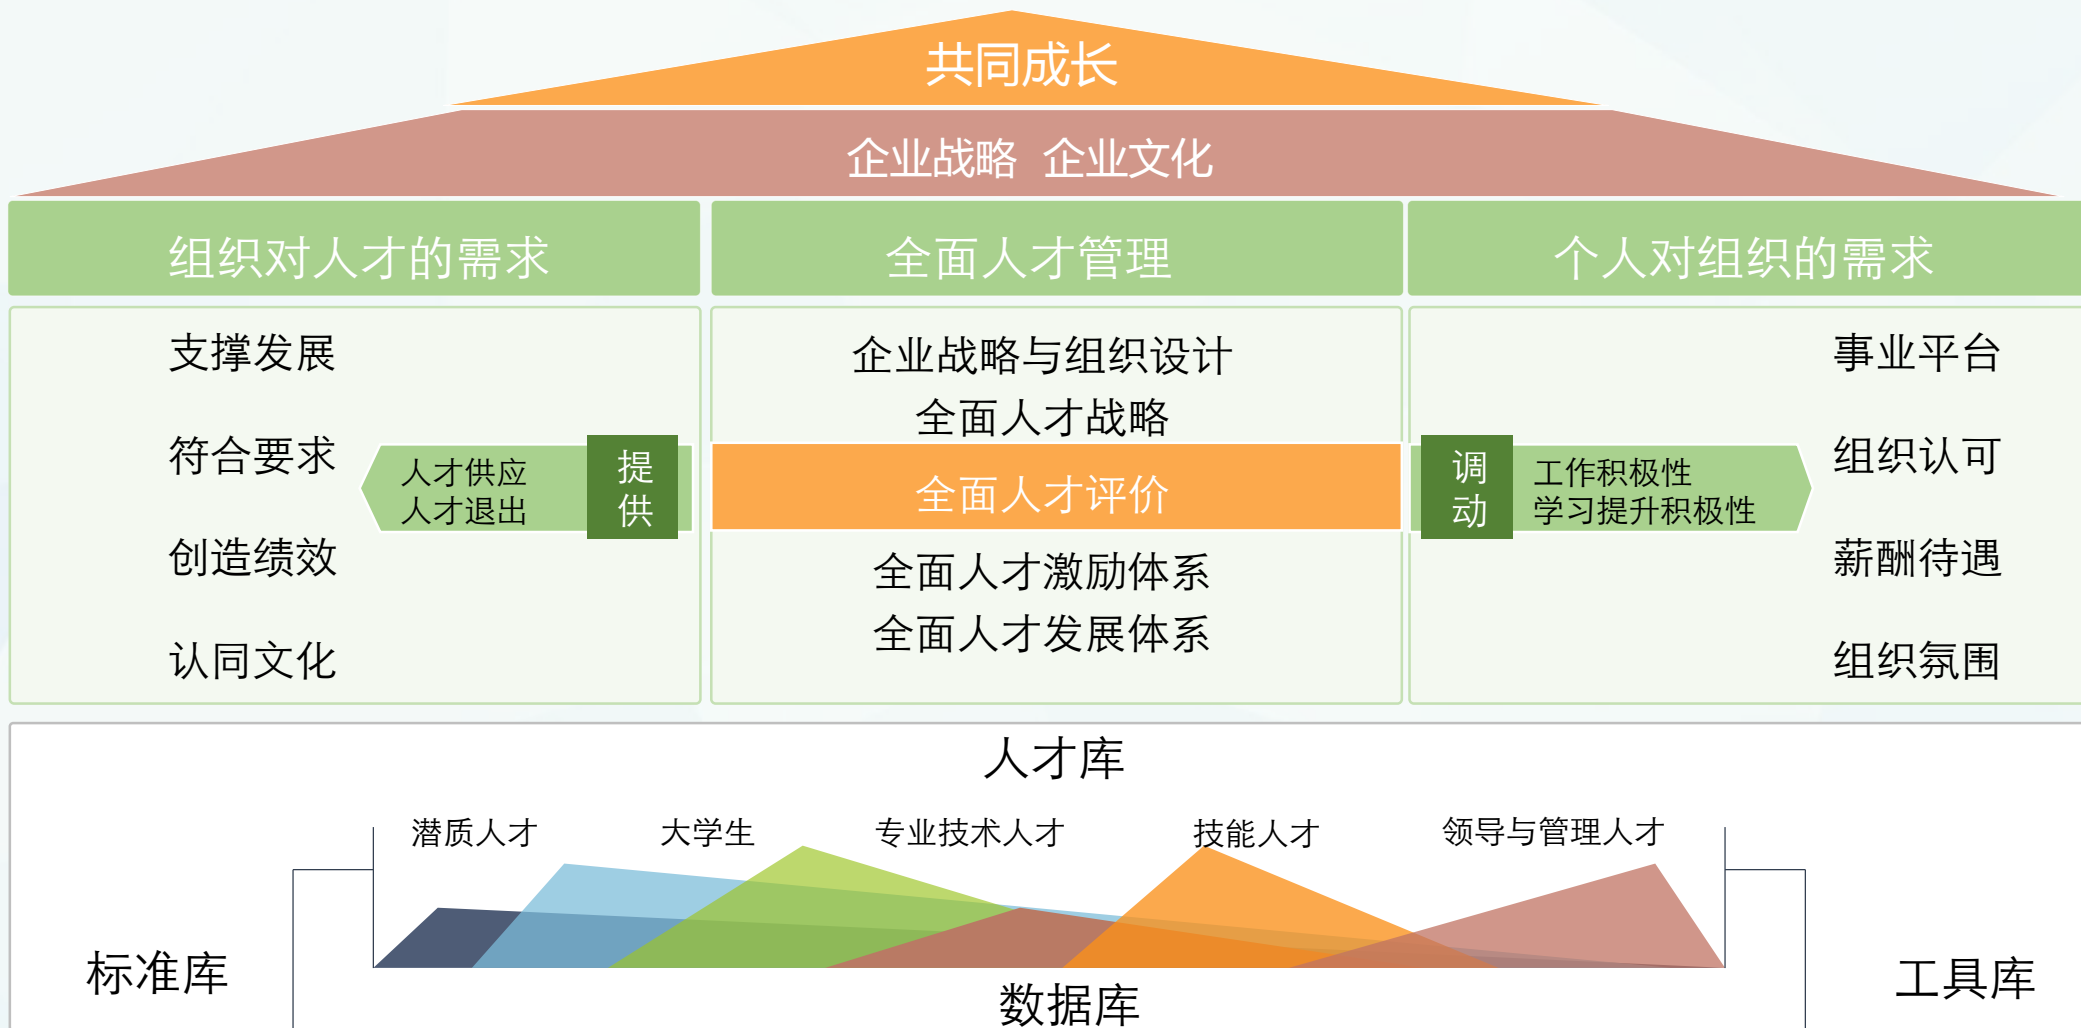 共同成长
企业战略 企业文化
组织对人才的需求
全面人才管理
个人对组织的需求
支撑发展
符合要求
创造绩效
认同文化
人才供应
人才退出
提
供
企业战略与组织设计
全面人才战略
全面人才评价
全面人才激励体系
全面人才发展体系
调
动
工作积极性
学习提升积极性
事业平台
组织认可
薪酬待遇
组织氛围
人才库
潜质人才
大学生
专业技术人才
技能人才
领导与管理人才
标准库
数据库
工具库